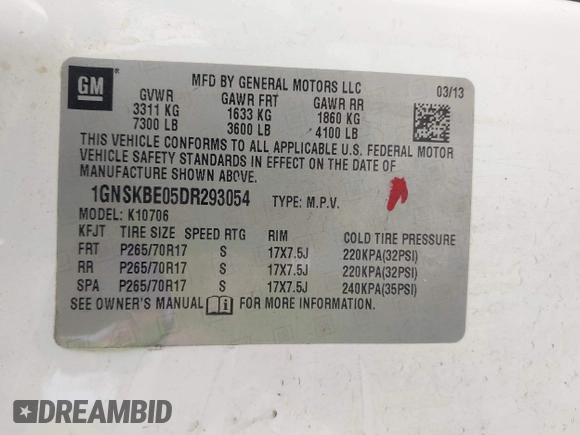 GM
MFD BY GENERAL MOTORS LLC
03/13
GVWR GAWR FRT GAWR RR
3311 KG 1633 KG 1860 KG
7300 LB 3600 LB 4100 LB
THIS VEHICLE CONFORMS TO ALL APPLICABLE U.S. FEDERAL MOTOR
VEHICLE SAFETY STANDARDS IN EFFECT ON THE DATE OF
MANUFACTURE SHOWN ABOVE.
1GNSKBE05DR293054 TYPE: M.P.V.
MODEL: K10706
KFJT TIRE SIZE SPEED RTG RIM COLD TIRE PRESSURE
FRT P265/70R17 S 17X7.5J 220KPA(32PSI)
RR P265/70R17 S 17X7.5J 220KPA(32PSI)
SPA P265/70R17 S 17X7.5J 240KPA(35PSI)
SEE OWNER'S MANUAL FOR MORE INFORMATION.
DREAMBID